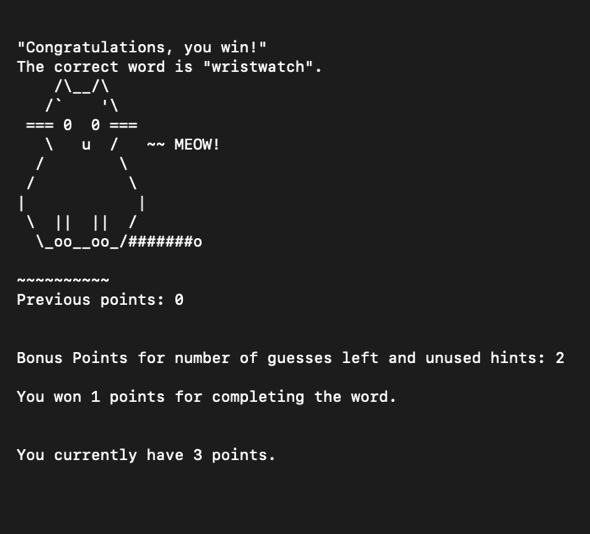 "Congratulations, you win!"
The correct word is "wristwatch".
    /\__/\
   /`    '\
 === 0  0 ===
   \   u  /   ~~ MEOW!
  /        \
 /          \
|            |
 \  ||  ||  /
  \_oo__oo_/#######o

~~~~~~~~~~
Previous points: 0

Bonus Points for number of guesses left and unused hints: 2

You won 1 points for completing the word.

You currently have 3 points.